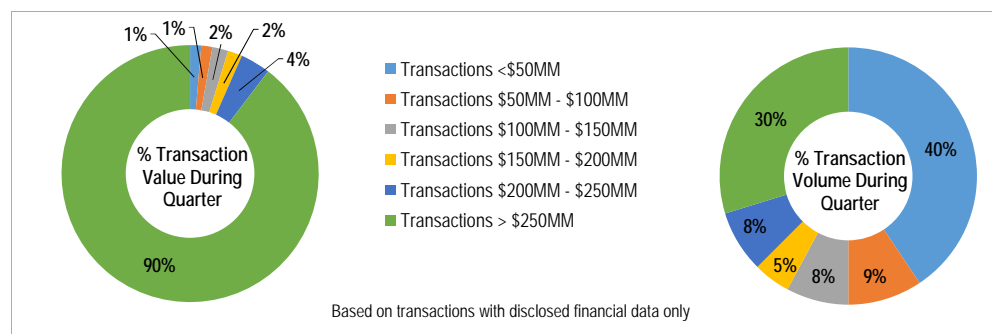 1%
1%
2%
2%
4%
90%
% Transaction
Value During
Quarter
Transactions <$50MM
Transactions $50MM - $100MM
Transactions $100MM - $150MM
Transactions $150MM - $200MM
Transactions $200MM - $250MM
Transactions > $250MM
30%
40%
8%
5%
8%
9%
% Transaction
Volume During
Quarter
Based on transactions with disclosed financial data only